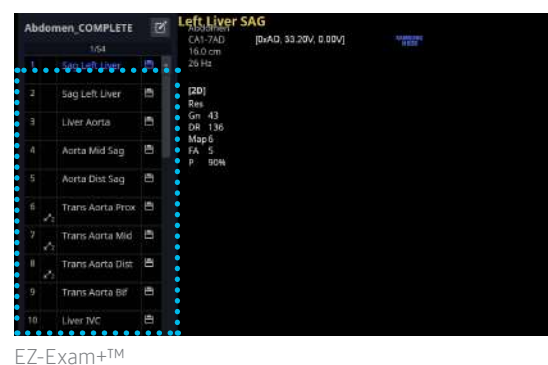 Abdomen_COMPLETE
1/54
1 Sag Left Liver
2 Sag Left Liver
3 Liver Aorta
4 Aorta Mid Sag
5 Aorta Dist Sag
6 Trans Aorta Prox
7 Trans Aorta Mid
8 Trans Aorta Dist
9 Trans Aorta Bif
10 Liver IVC
Left Liver SAG
Abdomen
CA1-7AD [0xAD, 33.20V, 0.00V]
16.0 cm
26 Hz
[2D]
Res
Gn 43
DR 136
Map 6
FA 5
P 90%
EZ-Exam+™